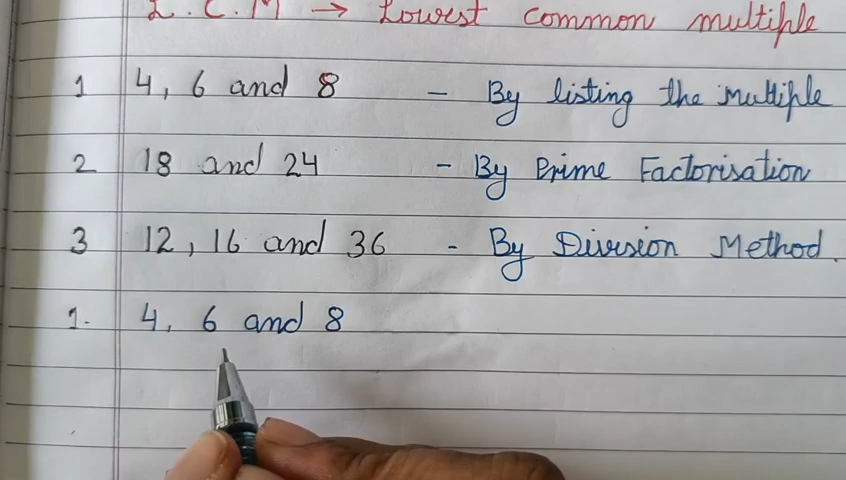 L.C.M → Lowest common multiple
1 4, 6 and 8 - By listing the multiple
2 18 and 24 - By Prime Factorisation
3 12, 16 and 36 - By Division Method.
1. 4, 6 and 8